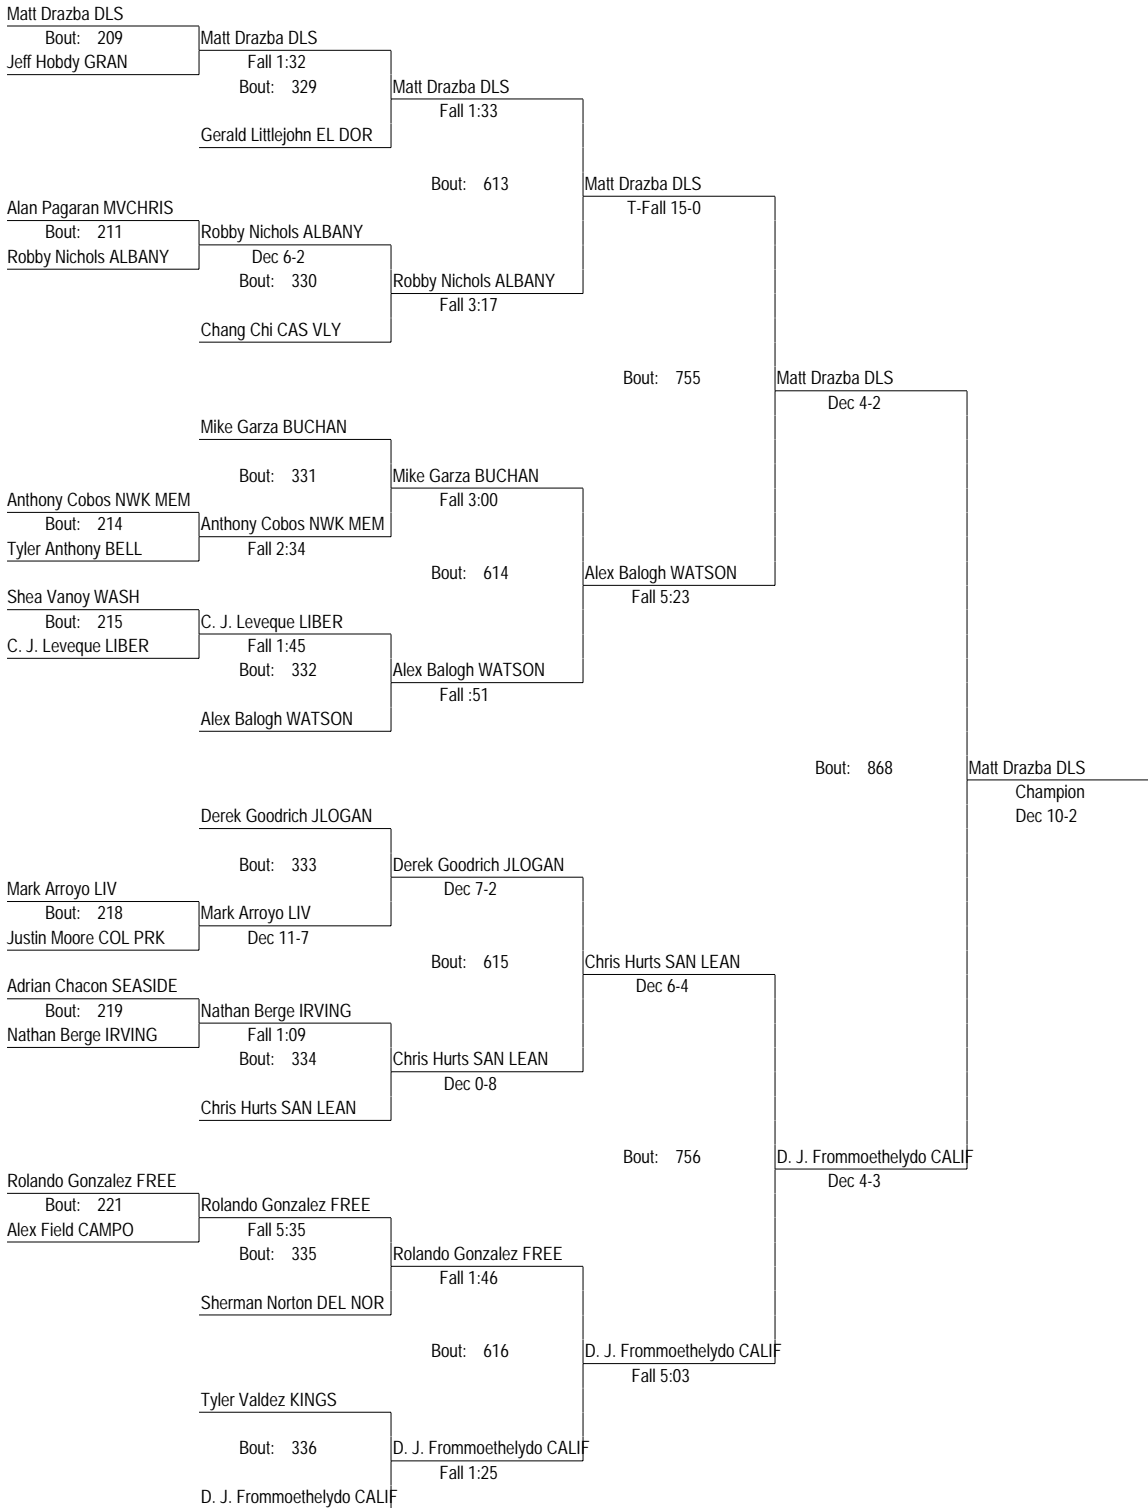 Matt Drazba DLS
Bout: 209
Matt Drazba DLS
Jeff Hobdy GRAN
Fall 1:32
Bout: 329
Matt Drazba DLS
Fall 1:33
Gerald Littlejohn EL DOR
Bout: 613
Matt Drazba DLS
T-Fall 15-0
Alan Pagaran MVCHRIS
Bout: 211
Robby Nichols ALBANY
Robby Nichols ALBANY
Dec 6-2
Bout: 330
Robby Nichols ALBANY
Fall 3:17
Chang Chi CAS VLY
Bout: 755
Matt Drazba DLS
Dec 4-2
Mike Garza BUCHAN
Bout: 331
Mike Garza BUCHAN
Fall 3:00
Anthony Cobos NWK MEM
Bout: 214
Anthony Cobos NWK MEM
Tyler Anthony BELL
Fall 2:34
Bout: 614
Alex Balogh WATSON
Fall 5:23
Shea Vanoy WASH
Bout: 215
C. J. Leveque LIBER
C. J. Leveque LIBER
Fall 1:45
Bout: 332
Alex Balogh WATSON
Fall :51
Alex Balogh WATSON
Bout: 868
Matt Drazba DLS
Champion
Dec 10-2
Derek Goodrich JLOGAN
Bout: 333
Derek Goodrich JLOGAN
Dec 7-2
Mark Arroyo LIV
Bout: 218
Mark Arroyo LIV
Justin Moore COL PRK
Dec 11-7
Bout: 615
Chris Hurts SAN LEAN
Dec 6-4
Adrian Chacon SEASIDE
Bout: 219
Nathan Berge IRVING
Nathan Berge IRVING
Fall 1:09
Bout: 334
Chris Hurts SAN LEAN
Dec 0-8
Chris Hurts SAN LEAN
Bout: 756
D. J. Frommoethelydo CALIF
Dec 4-3
Rolando Gonzalez FREE
Bout: 221
Rolando Gonzalez FREE
Alex Field CAMPO
Fall 5:35
Bout: 335
Rolando Gonzalez FREE
Fall 1:46
Sherman Norton DEL NOR
Bout: 616
D. J. Frommoethelydo CALIF
Fall 5:03
Tyler Valdez KINGS
Bout: 336
D. J. Frommoethelydo CALIF
Fall 1:25
D. J. Frommoethelydo CALIF